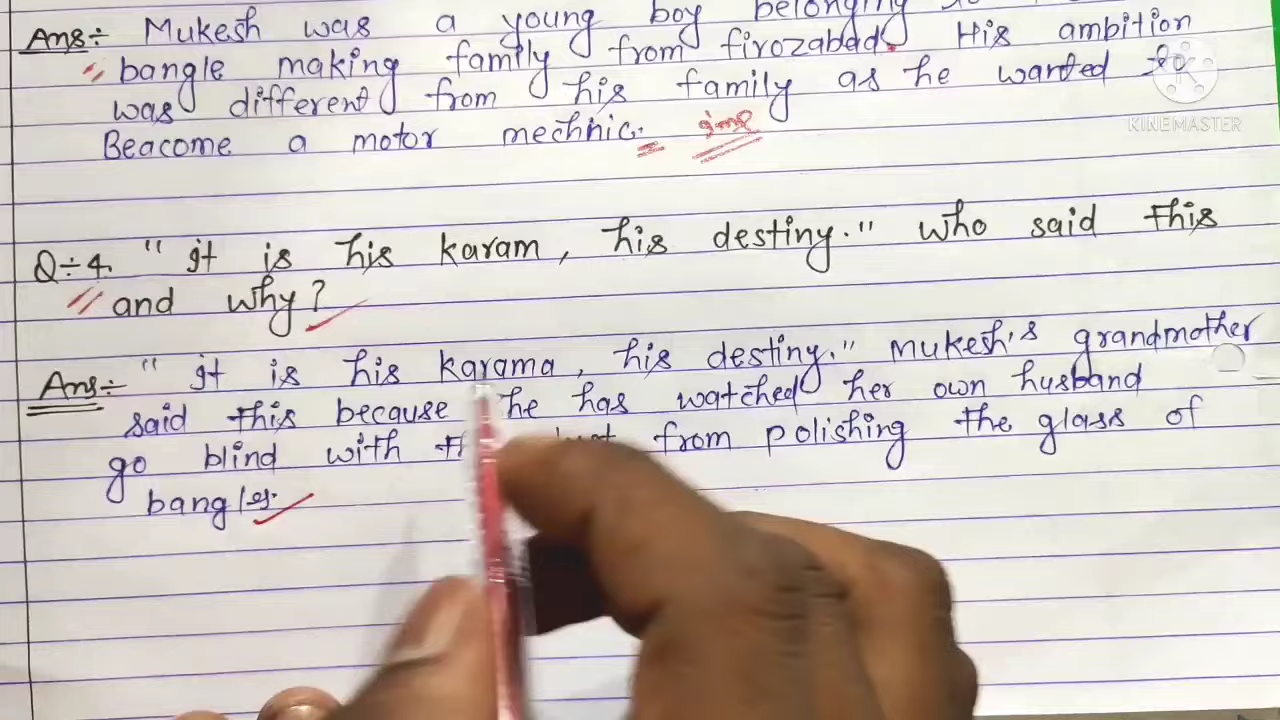 Ans:- Mukesh was a young boy belonging to
bangle making family from firozabad. His ambition
was different from his family as he wanted to
Beacome a motor mechnic. imp
KINEMASTER
Q:-4. "it is his karam, his destiny." who said this
and why?
Ans:- "it is his karama, his destiny." Mukesh's grandmother
said this because he has watched her own husband
go blind with from polishing the glass of
bangles.